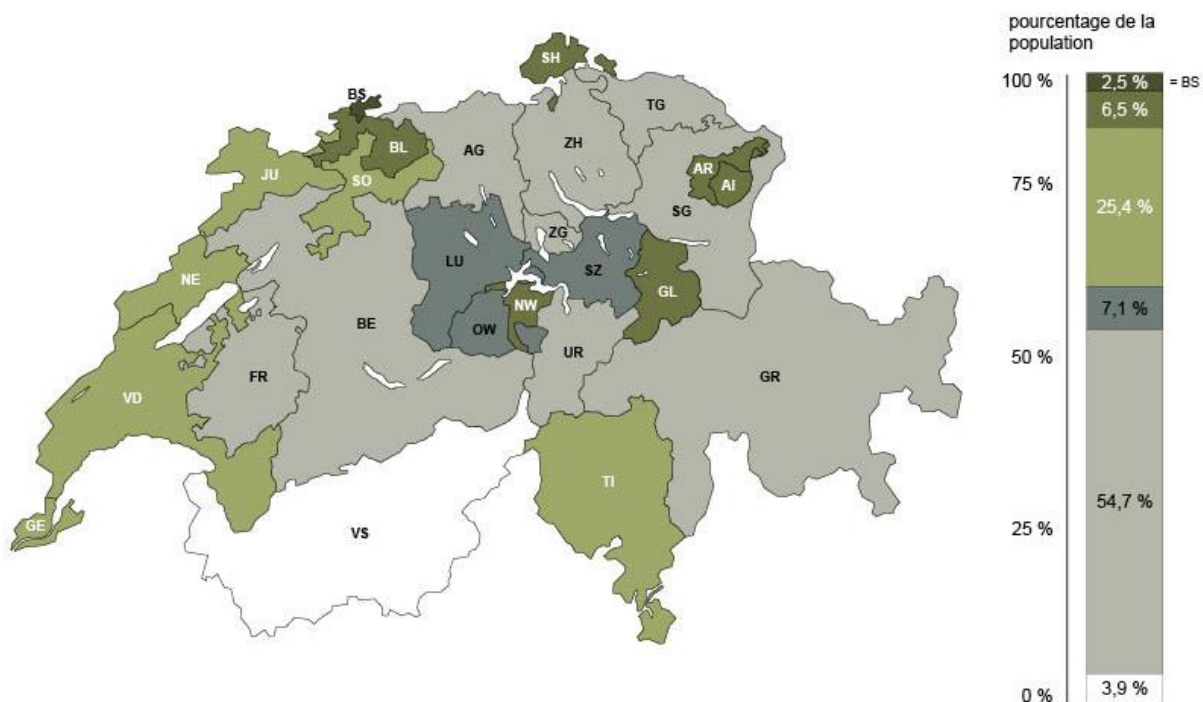 pourcentage de la
population
100 %
75 %
50 %
25 %
0 %
2,5 %
= BS
6,5 %
25,4 %
7,1 %
54,7 %
3,9 %
SH
BS
TG
BL
AG
ZH
JU
SO
AR
AI
SG
ZG
NE
LU
SZ
NW
GL
BE
OW
UR
FR
GR
VD
TI
GE
VS